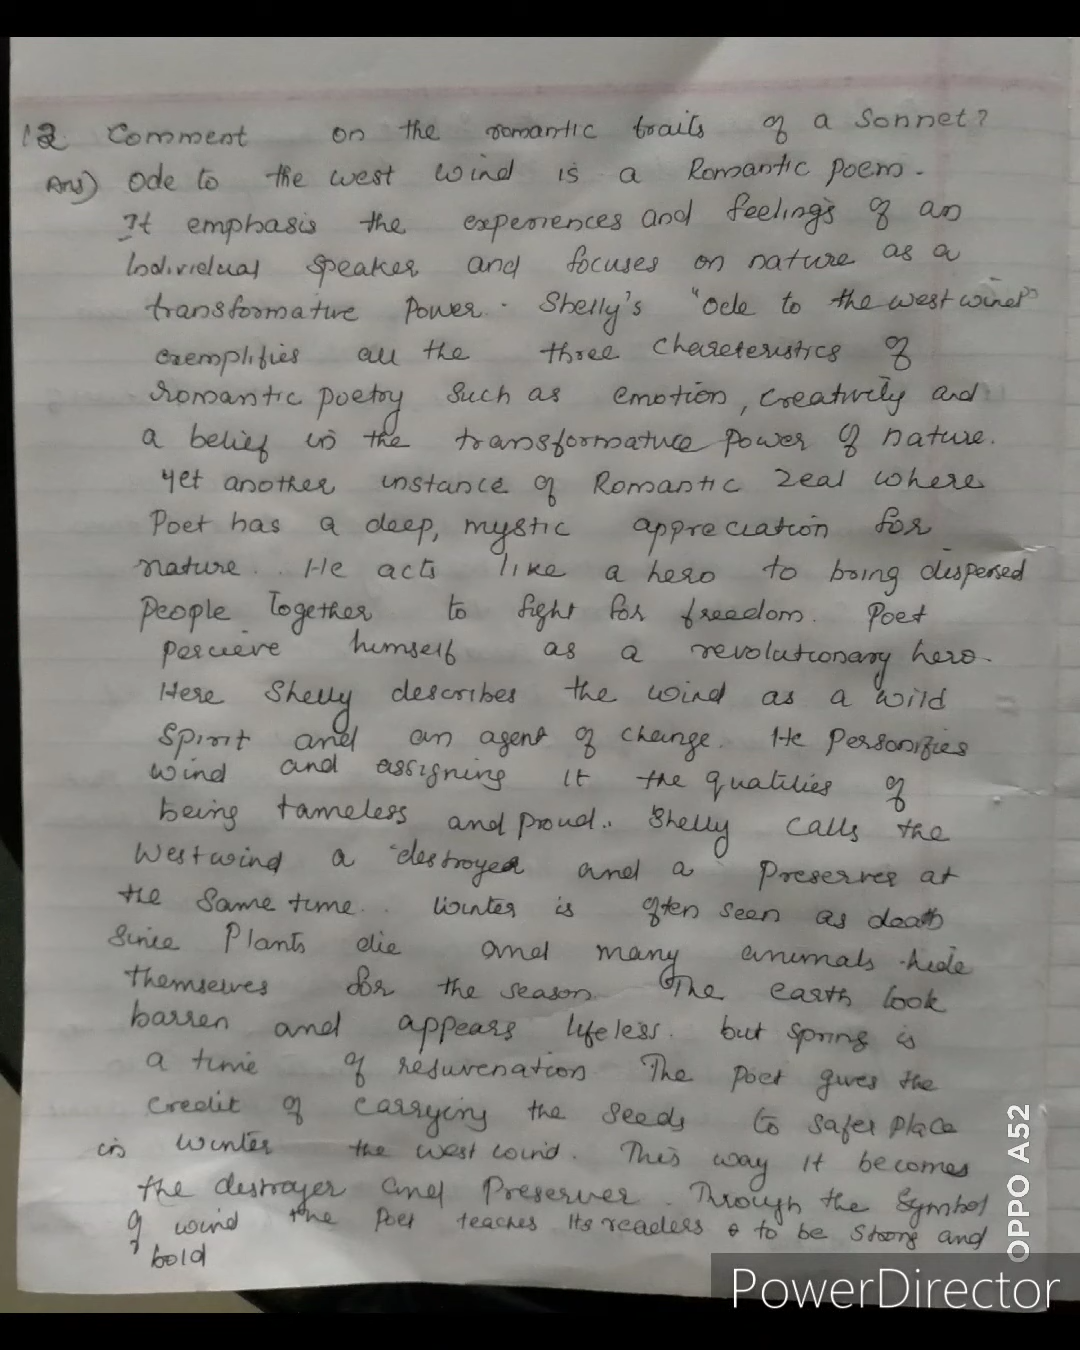 12 Comment on the romantic traits of a Sonnet?
Ans) Ode to the west wind is a Romantic poem.
It emphasis the experiences and feelings of an
Individual speaker and focuses on nature as a
transformative Power. Shelly's "Ode to the west wind"
exemplifies all the three charecteristics of
romantic poetry such as emotion, creativity and
a belief in the transformative power of nature.
Yet another instance of Romantic Zeal where
Poet has a deep, mystic appreciation for
nature. He acts like a hero to bring dispersed
People together to fight for freedom. Poet
percieve himself as a revolutionary hero.
Here Shelly describes the wind as a wild
Spirit and an agent of change. He Personifies
wind and assigning it the qualities of
being tameless and proud. Shelly calls the
West wind a destroyer and a Preserver at
the Same time. Winter is often seen as death
Since Plants die and many animals hide
themselves for the season. The earth look
barren and appears lifeless. but Spring is
a time of rejuvenation The Poet gives the
credit of carrying the seeds to safer place
in winter the west wind. This way it becomes
the destroyer and Preserver. Through the Symbol
of wind the Poet teaches its readers to be Strong and
bold
OPPO A52
PowerDirector